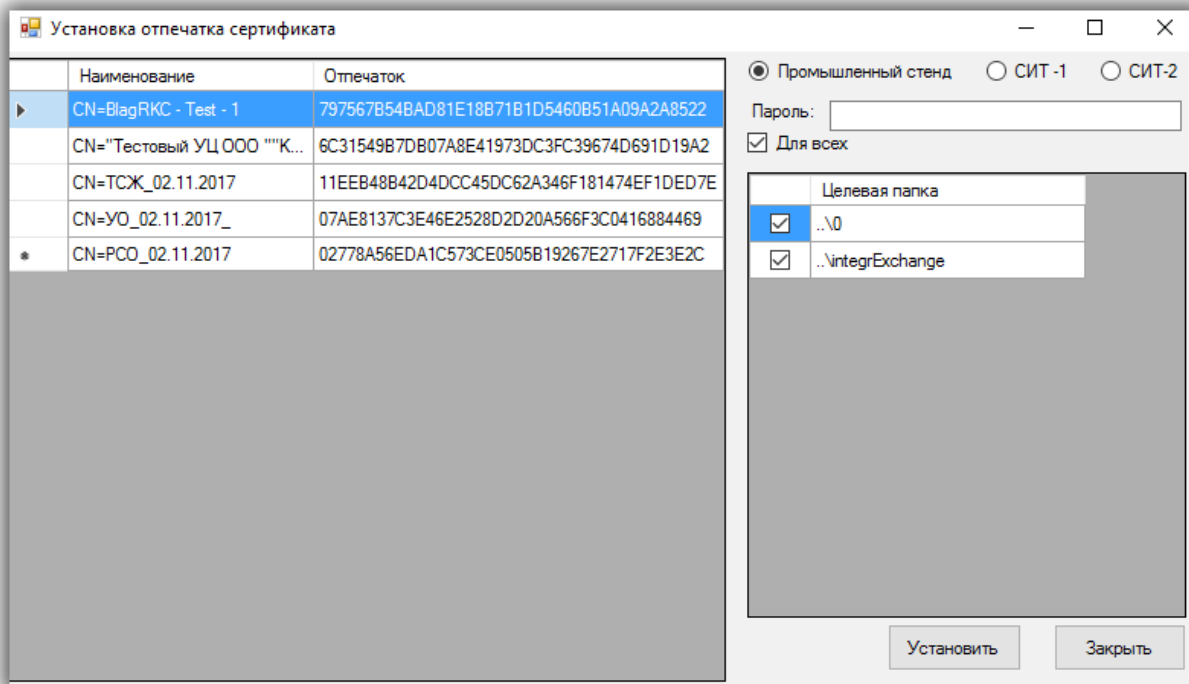 Установка отпечатка сертификата
Наименование Отпечаток
CN=BlagRKC - Test - 1 797567B54BAD81E18B71B1D5460B51A09A2A8522
CN="Тестовый УЦ ООО ""К... 6C31549B7DB07A8E41973DC3FC39674D691D19A2
CN=ТСЖ_02.11.2017 11EEB48B42D4DCC45DC62A346F181474EF1DED7E
CN=УО_02.11.2017_ 07AE8137C3E46E2528D2D20A566F3C0416884469
CN=РСО_02.11.2017 02778A56EDA1C573CE0505B19267E2717F2E3E2C
Промышленный стенд СИТ -1 СИТ-2
Пароль:
Для всех
Целевая папка
..\0
..\integrExchange
Установить Закрыть